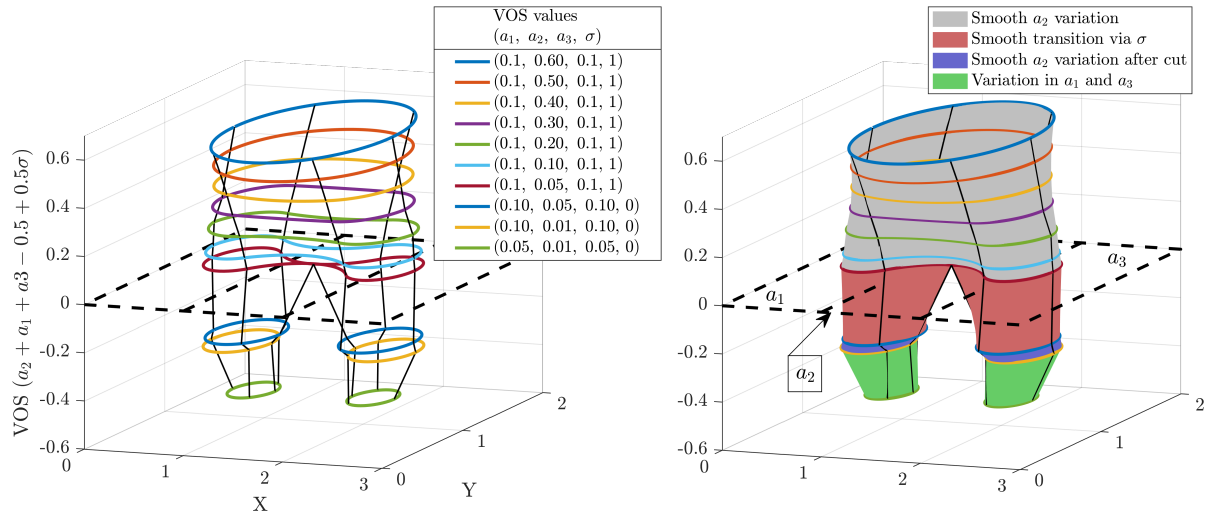 VOS values
(a₁, a₂, a₃, σ)
(0.1, 0.60, 0.1, 1)
(0.1, 0.50, 0.1, 1)
(0.1, 0.40, 0.1, 1)
(0.1, 0.30, 0.1, 1)
(0.1, 0.20, 0.1, 1)
(0.1, 0.10, 0.1, 1)
(0.1, 0.05, 0.1, 1)
(0.10, 0.05, 0.10, 0)
(0.10, 0.01, 0.10, 0)
(0.05, 0.01, 0.05, 0)
VOS (a₂ + a₁ + a3 − 0.5 + 0.5σ)
0.6
0.4
0.2
0
-0.2
-0.4
-0.6
0
1
2
3
X
0
1
2
Y
Smooth a₂ variation
Smooth transition via σ
Smooth a₂ variation after cut
Variation in a₁ and a₃
0.6
0.4
0.2
0
-0.2
-0.4
-0.6
a₁
a₂
a₃
0
1
2
3
0
1
2